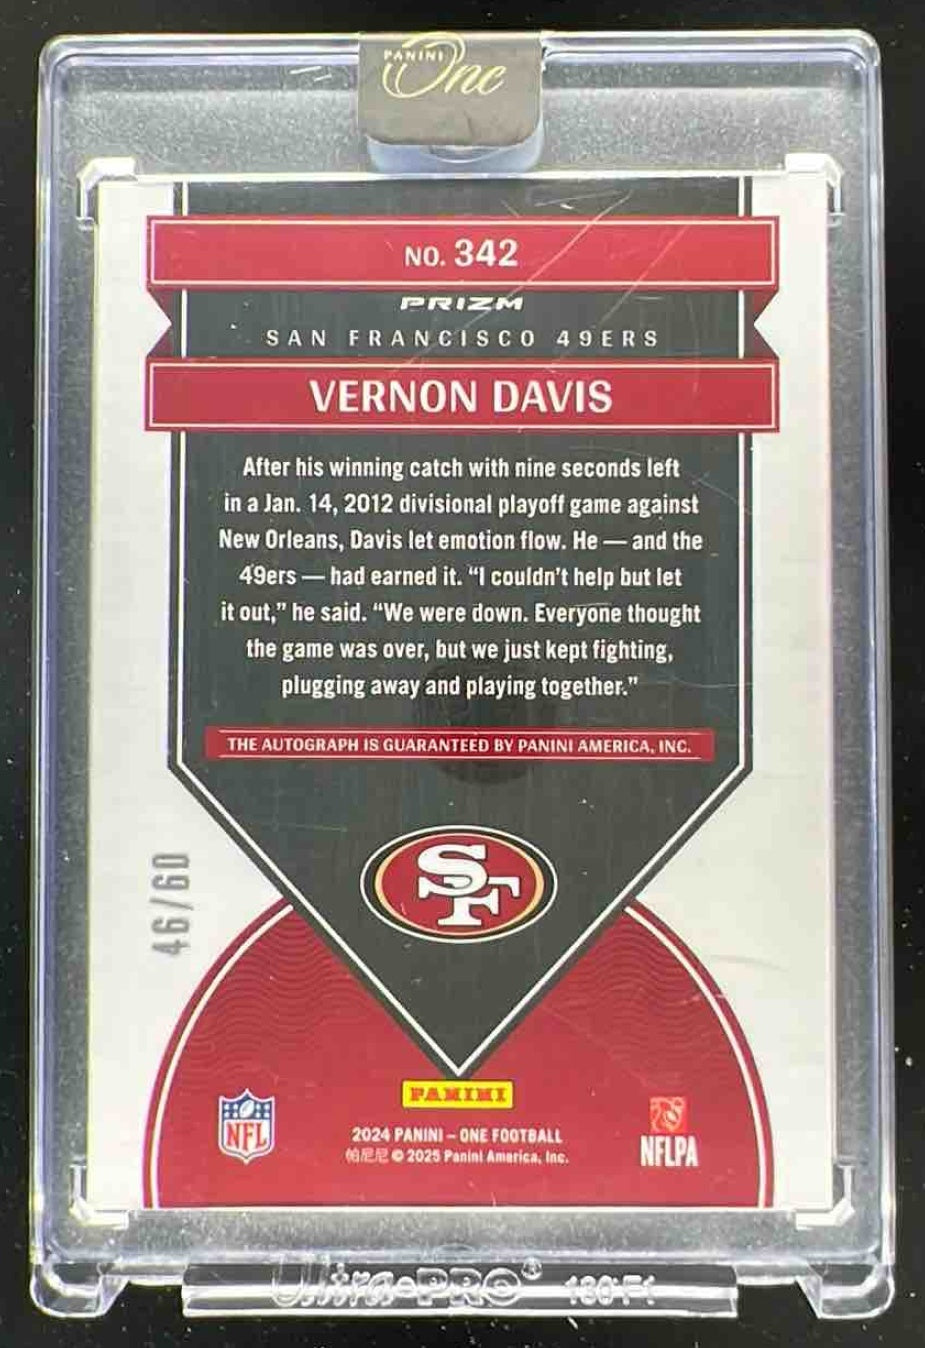 PANINI
One
NO. 342
PRIZM
SAN FRANCISCO 49ERS
VERNON DAVIS
After his winning catch with nine seconds left
in a Jan. 14, 2012 divisional playoff game against
New Orleans, Davis let emotion flow. He — and the
49ers — had earned it. “I couldn’t help but let
it out,” he said. “We were down. Everyone thought
the game was over, but we just kept fighting,
plugging away and playing together.”
THE AUTOGRAPH IS GUARANTEED BY PANINI AMERICA, INC.
SF
46/60
PANINI
NFL
2024 PANINI – ONE FOOTBALL
帕尼尼 © 2025 Panini America, Inc.
NFLPA
Ultra•PRO®